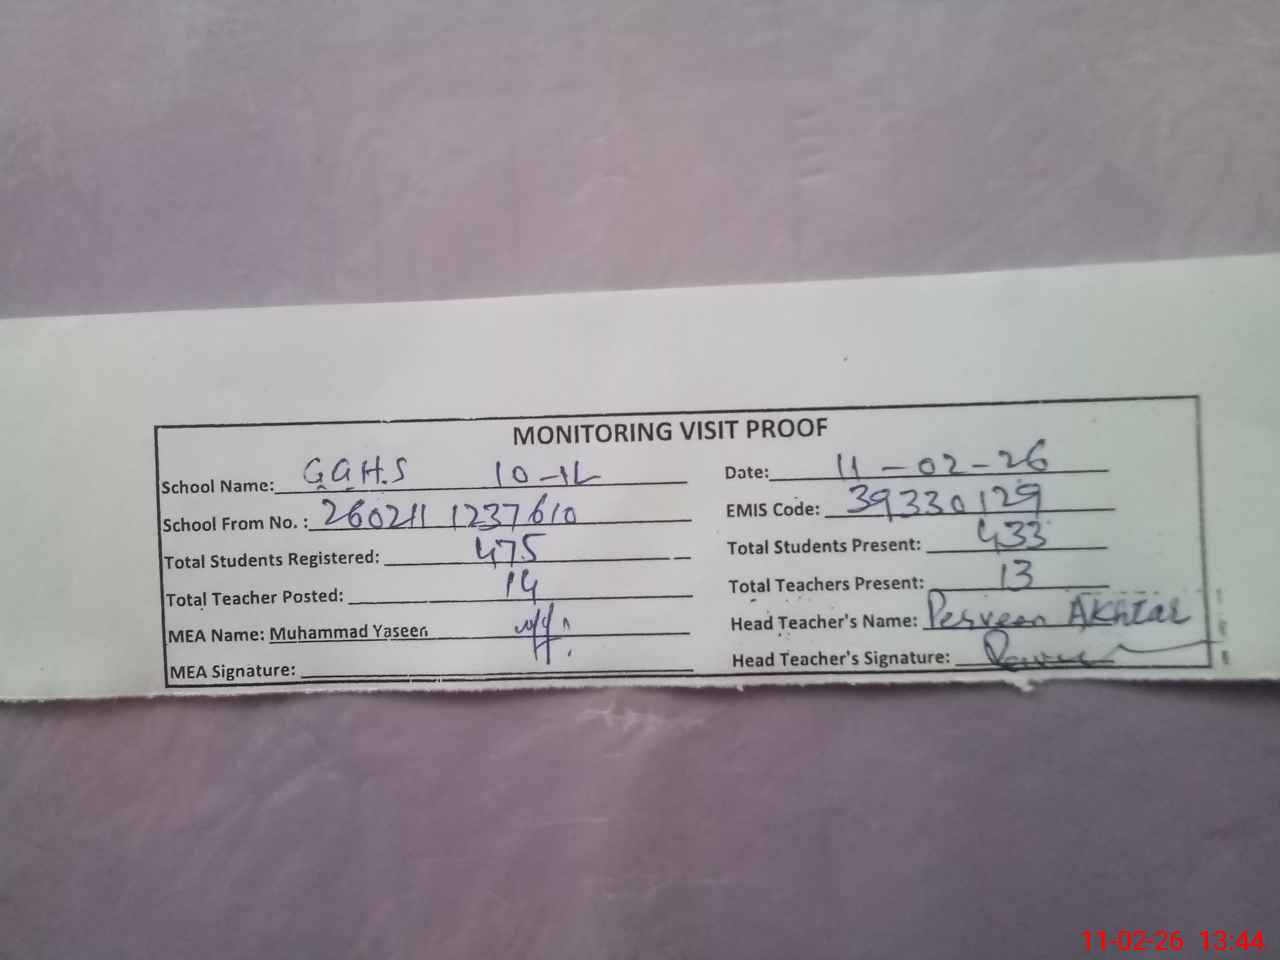 MONITORING VISIT PROOF
School Name: GGHS 10-1L Date: 11-02-26
School From No. : 260211 1237610 EMIS Code: 39330129
Total Students Registered: 475 Total Students Present: 433
Total Teacher Posted: 14 Total Teachers Present: 13
MEA Name: Muhammad Yaseen Head Teacher's Name: Perveen Akhtar
MEA Signature: Head Teacher's Signature:
11-02-26 13:44